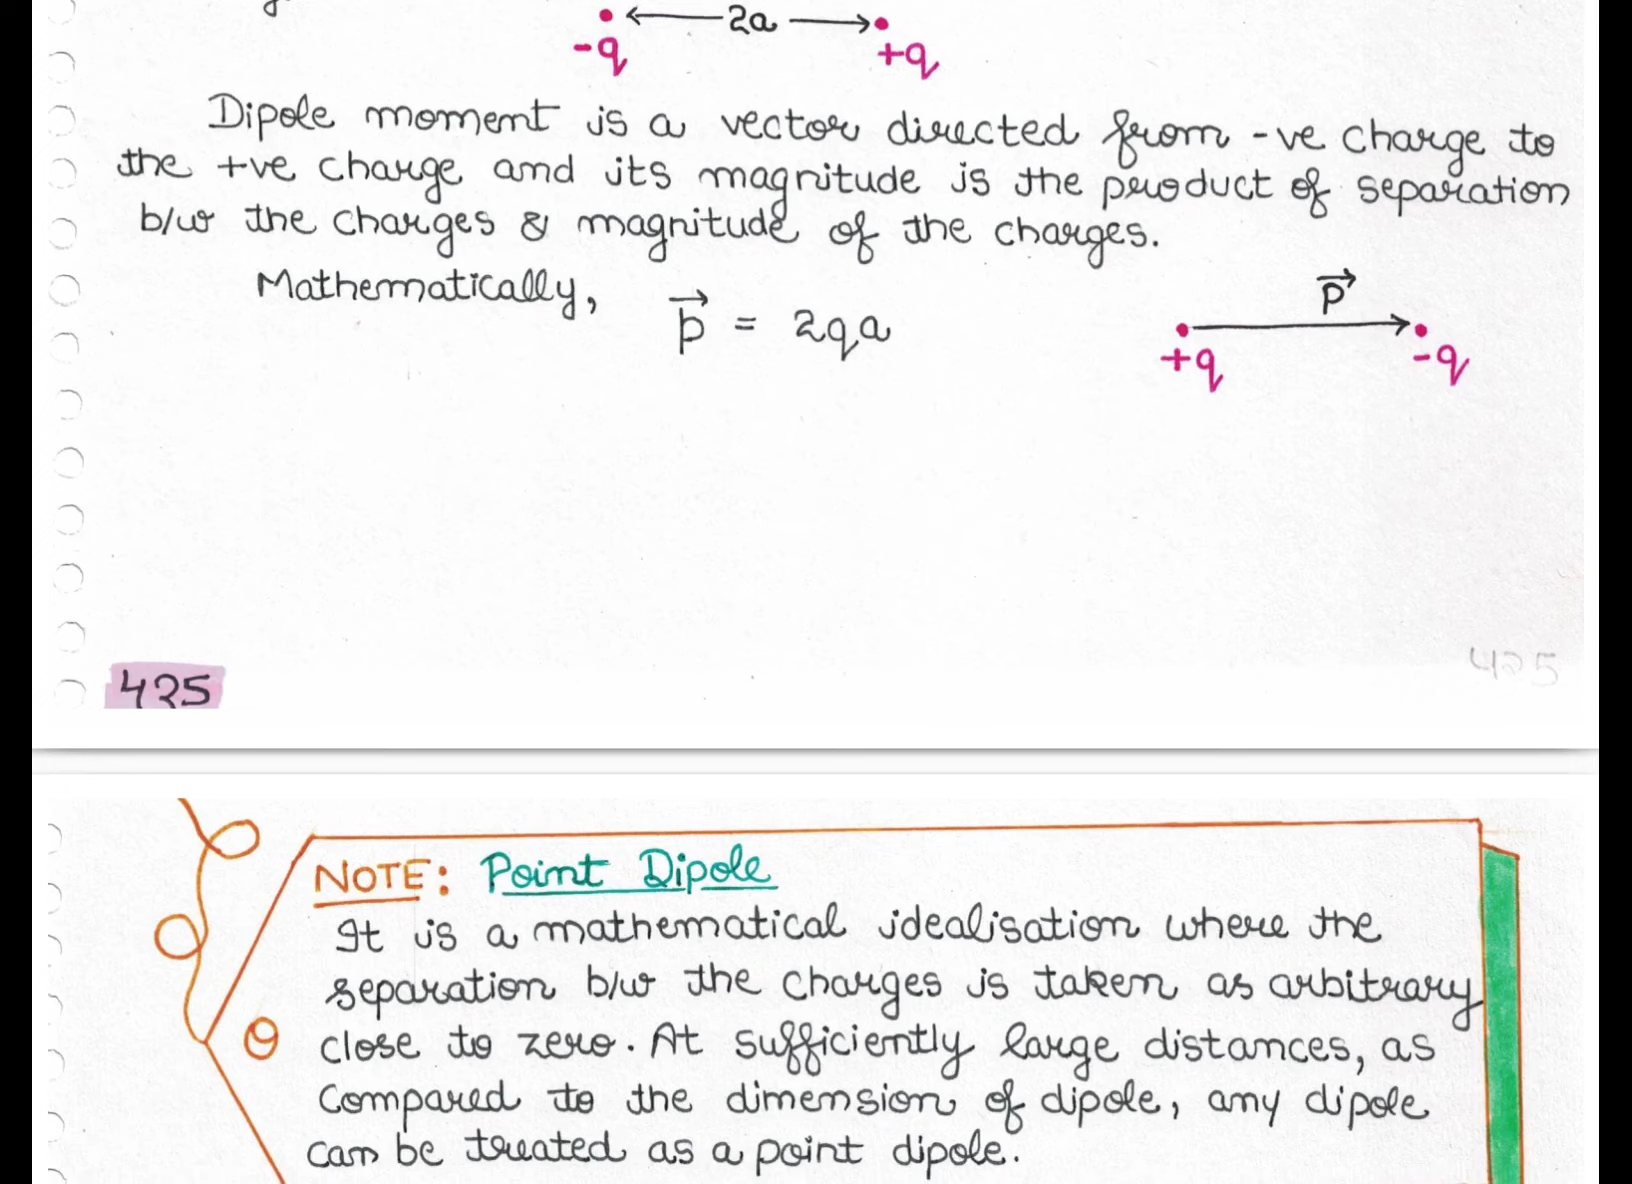 2a
-q +q
Dipole moment is a vector directed from -ve charge to
the +ve charge and its magnitude is the product of separation
b/w the charges & magnitude of the charges.
Mathematically, p⃗ = 2qa
p⃗
+q -q
425
425
NOTE: Point Dipole
It is a mathematical idealisation where the
separation b/w the charges is taken as arbitrary
close to zero. At sufficiently large distances, as
Compared to the dimension of dipole, any dipole
can be treated as a point dipole.